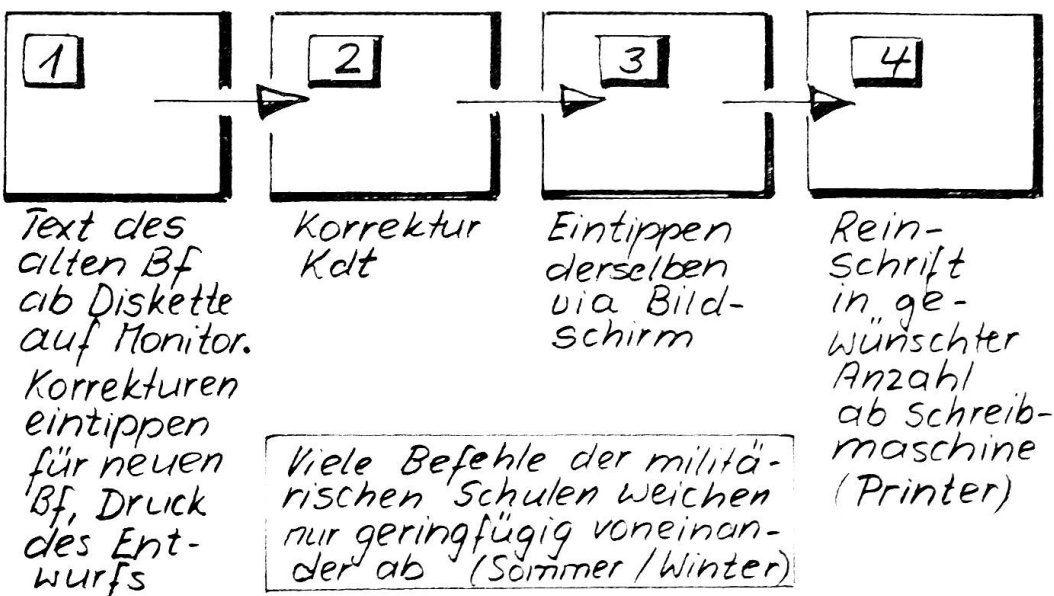 1
2
3
4
Text des
alten Bf
ab Diskette
auf Monitor.
Korrekturen
eintippen
für neuen
Bf, Druck
des Ent-
wurfs
Korrektur
Kdt
Eintippen
derselben
via Bild-
schirm
Rein-
schrift
in ge-
wünschter
Anzahl
ab Schreib-
maschine
(Printer)
Viele Befehle der militä-
rischen Schulen weichen
nur geringfügig voneinan-
der ab (Sommer/Winter)